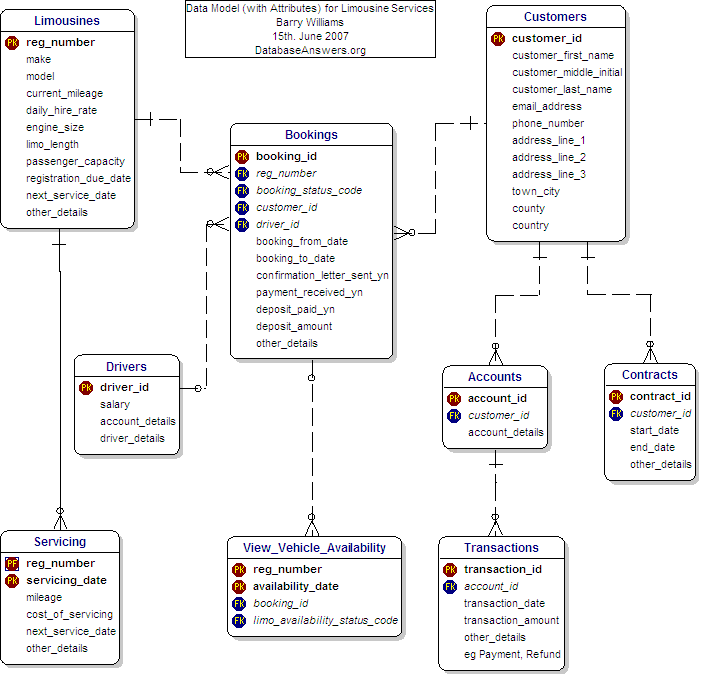 Data Model (with Attributes) for Limousine Services
Barry Williams
15th. June 2007
DatabaseAnswers.org
Limousines
PK reg_number
make
model
current_mileage
daily_hire_rate
engine_size
limo_length
passenger_capacity
registration_due_date
next_service_date
other_details
Customers
PK customer_id
customer_first_name
customer_middle_initial
customer_last_name
email_address
phone_number
address_line_1
address_line_2
address_line_3
town_city
county
country
Bookings
PK booking_id
FK reg_number
FK booking_status_code
FK customer_id
FK driver_id
booking_from_date
booking_to_date
confirmation_letter_sent_yn
payment_received_yn
deposit_paid_yn
deposit_amount
other_details
Drivers
PK driver_id
salary
account_details
driver_details
Accounts
PK account_id
FK customer_id
account_details
Contracts
PK contract_id
FK customer_id
start_date
end_date
other_details
Servicing
PF reg_number
PK servicing_date
mileage
cost_of_servicing
next_service_date
other_details
View_Vehicle_Availability
PK reg_number
PK availability_date
FK booking_id
FK limo_availability_status_code
Transactions
PK transaction_id
FK account_id
transaction_date
transaction_amount
other_details
eg Payment, Refund